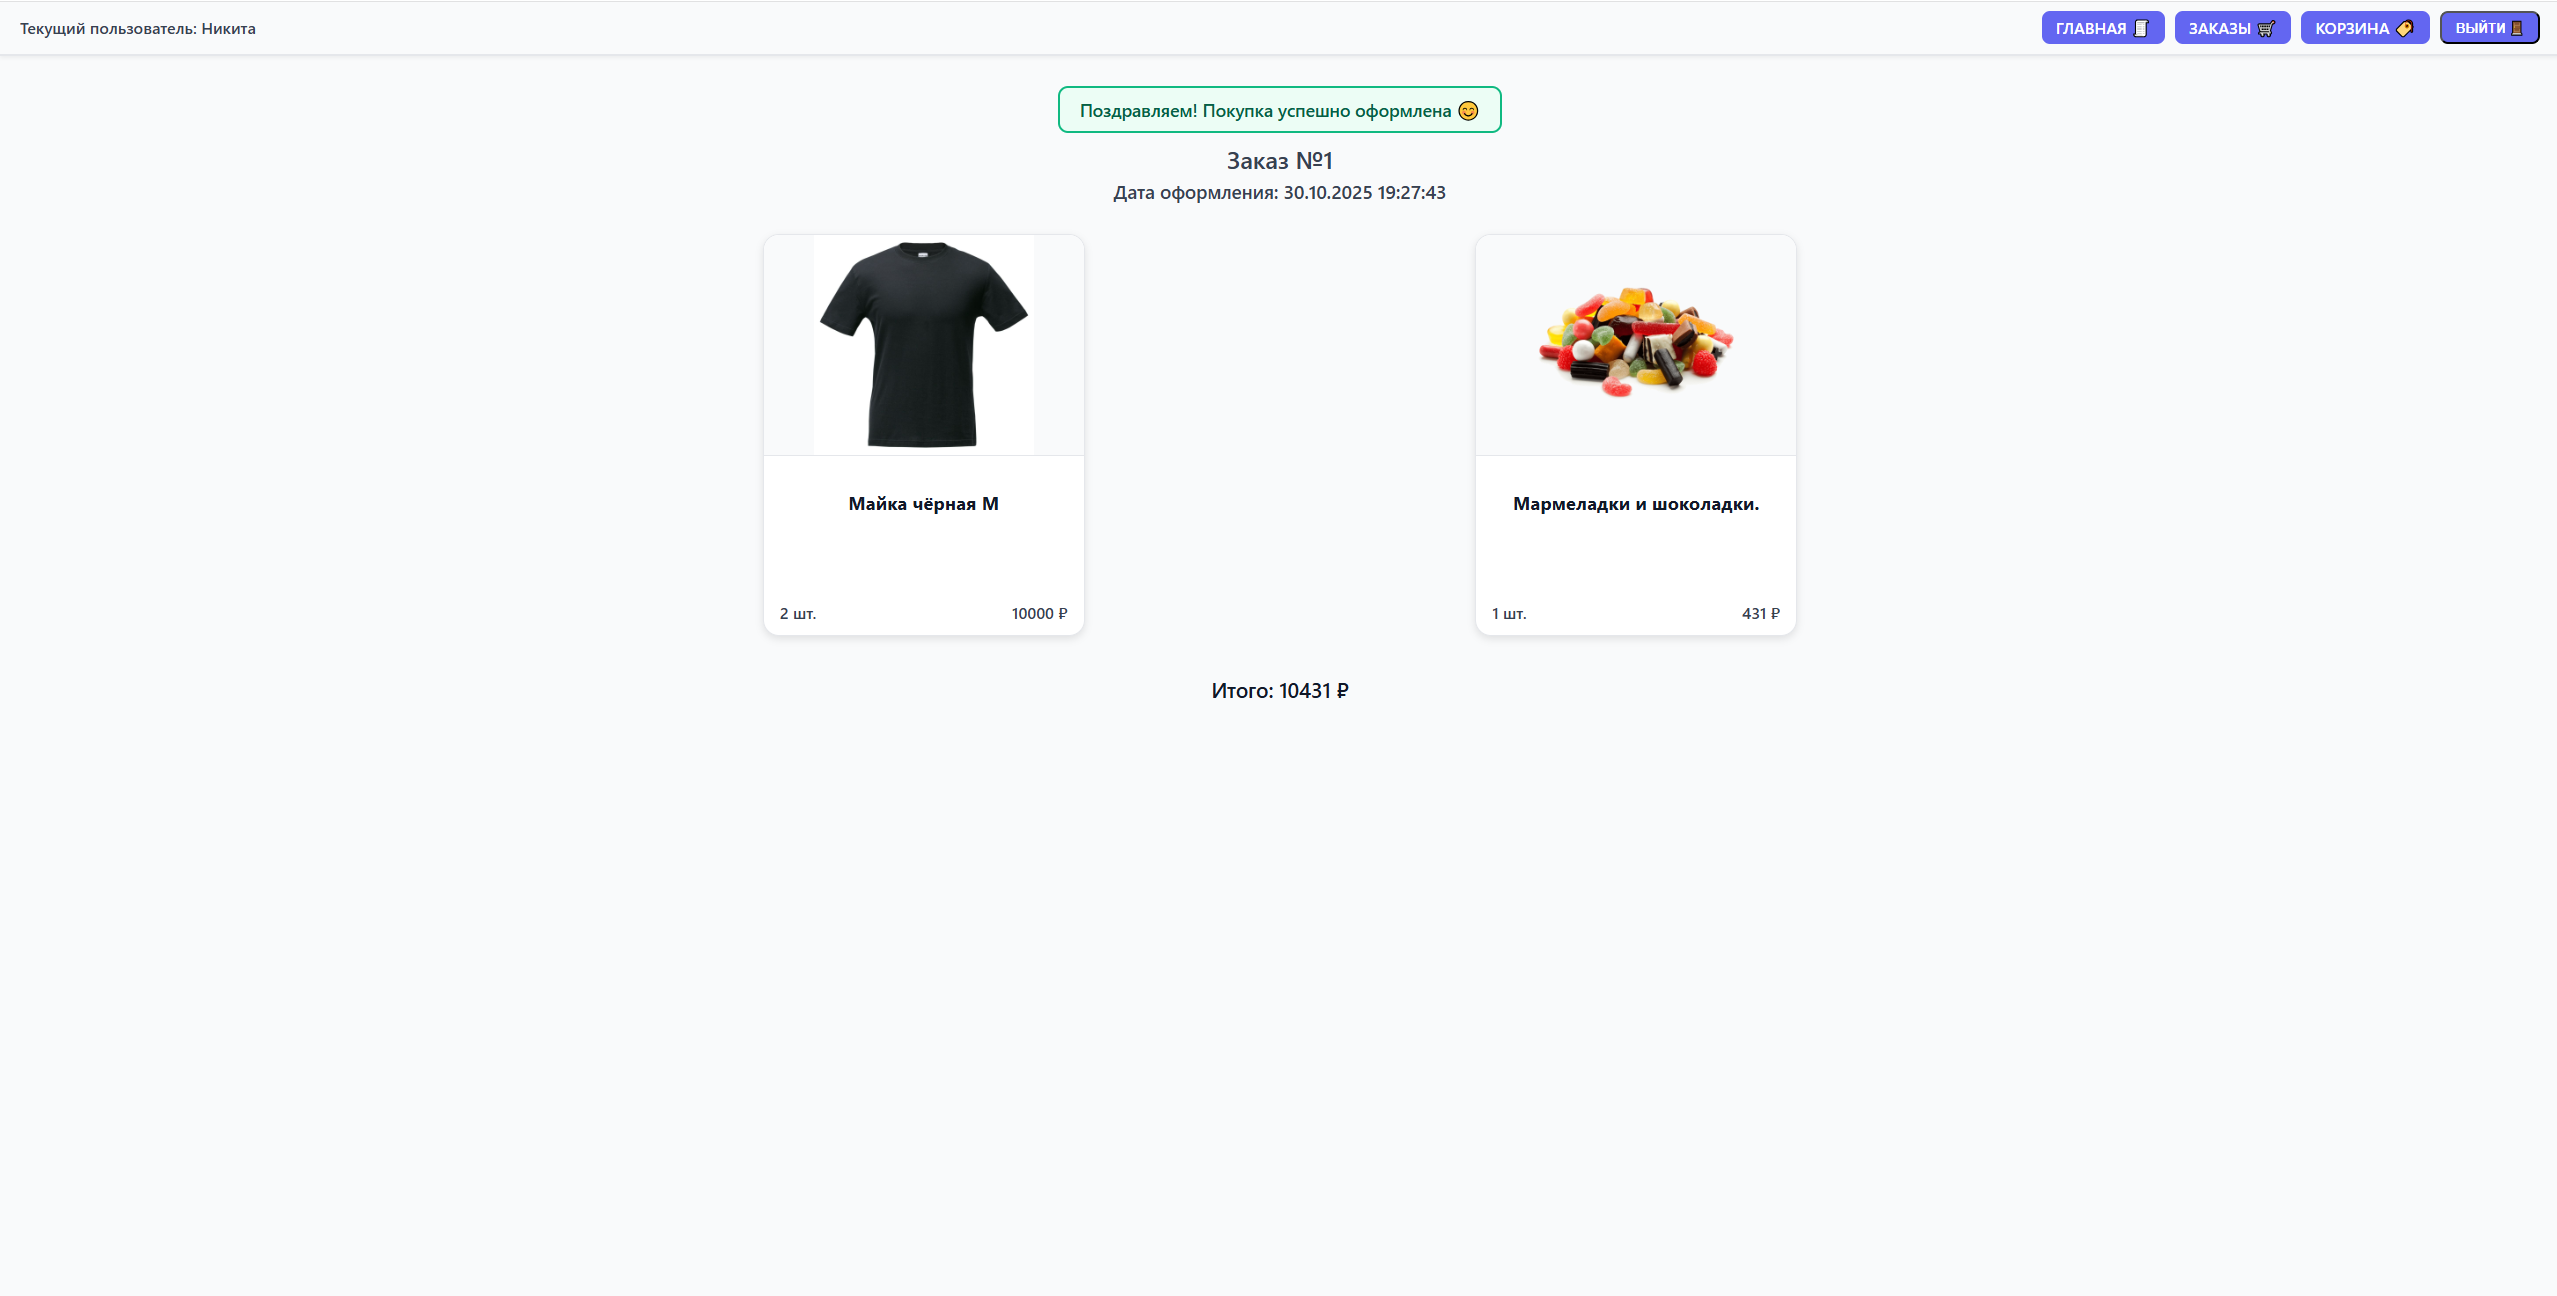 Текущий пользователь: Никита
ГЛАВНАЯ 🧾 ЗАКАЗЫ 🛒 КОРЗИНА 🏷️ ВЫЙТИ 🚪
Поздравляем! Покупка успешно оформлена 😊
Заказ №1
Дата оформления: 30.10.2025 19:27:43
Майка чёрная М
2 шт. 10000 ₽
Мармеладки и шоколадки.
1 шт. 431 ₽
Итого: 10431 ₽